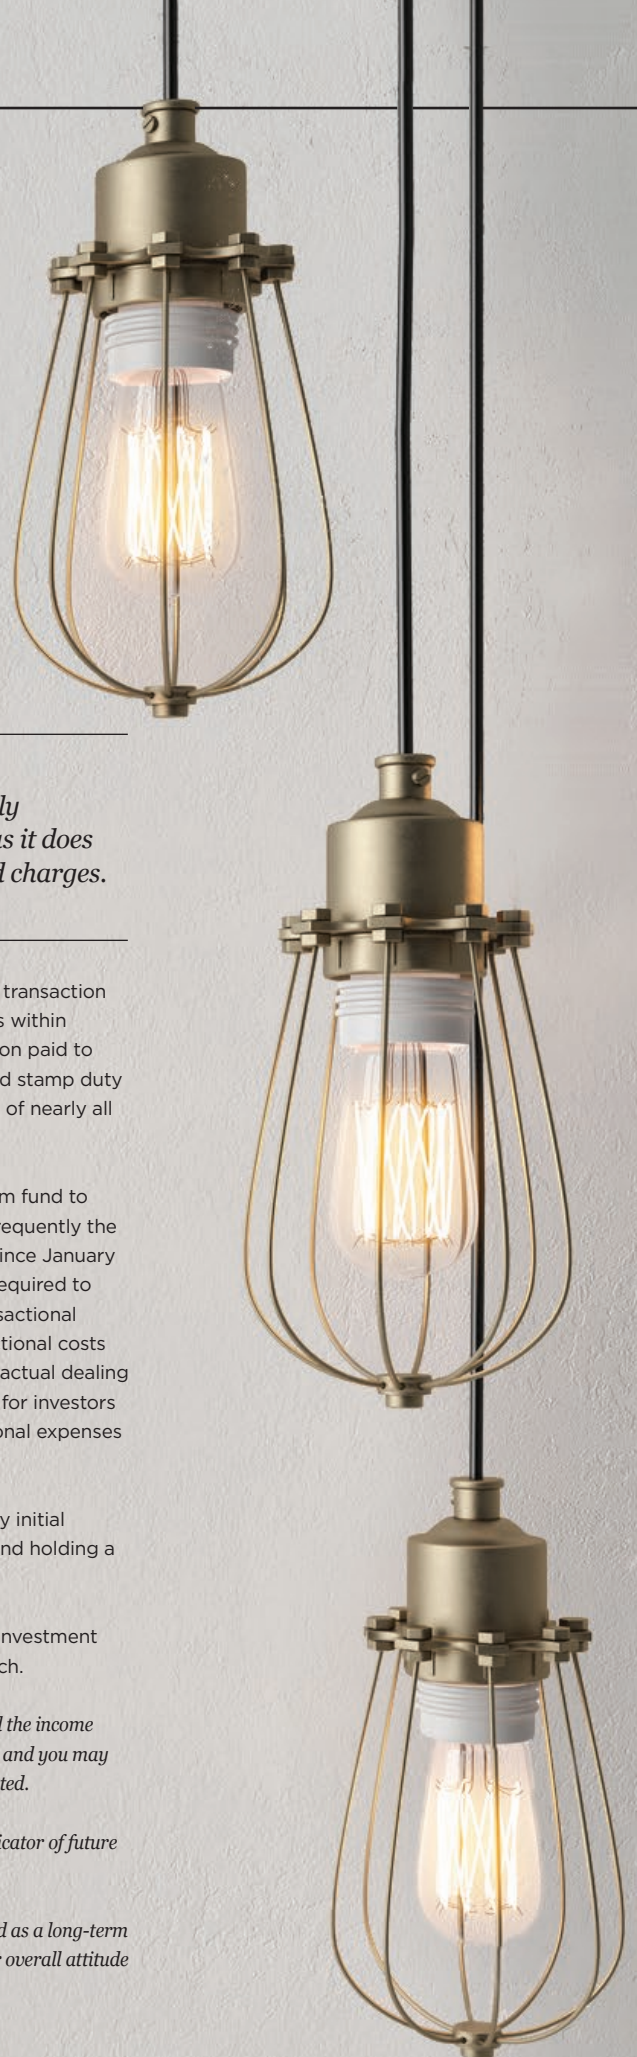 ly
as it does
d charges.
transaction
s within
on paid to
d stamp duty
of nearly all
m fund to
requently the
ince January
equired to
sactional
tional costs
actual dealing
for investors
onal expenses
y initial
nd holding a
nvestment
ch.
d the income
and you may
ted.
icator of future
d as a long-term
r overall attitude